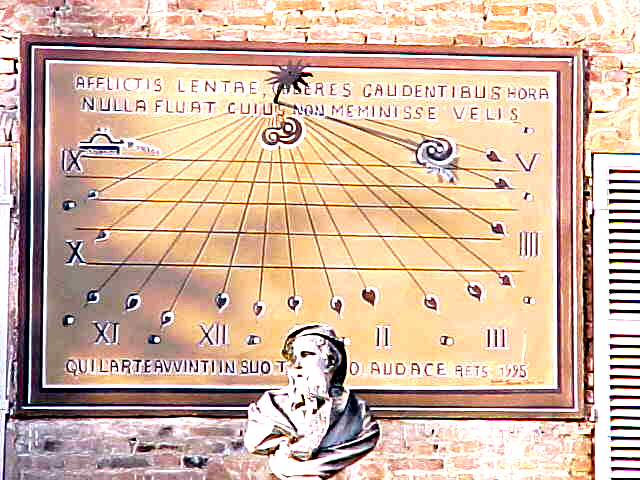 AFFLICTIS LENTAE, CELERES GAUDENTIBUS HORA
NULLA FLUAT CUIUS NON MEMINISSE VELIS
IX V
X IIII
XI XII II III
QUI L'ARTE AVVINTI IN SUO T O AUDACE RETS. 1995